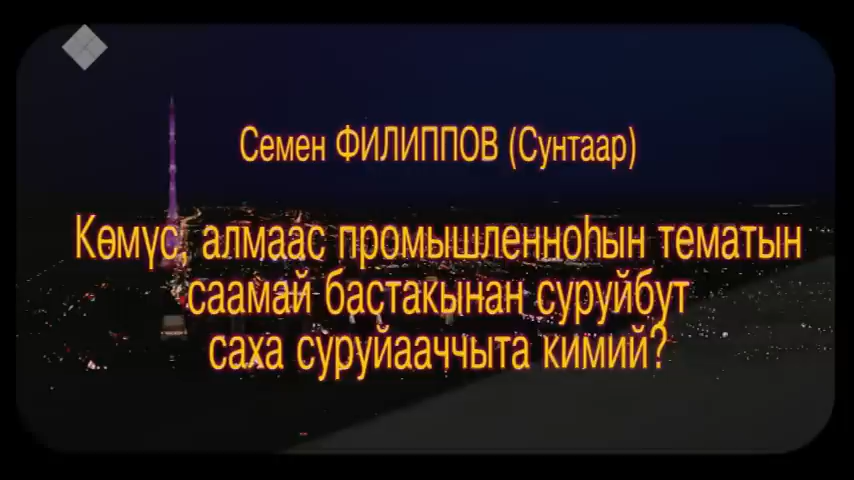 Семен ФИЛИППОВ (Сунтаар)
Көмүс, алмаас промышленноһын тематын
саамай бастакынан суруйбут
саха суруйааччыта кимий?